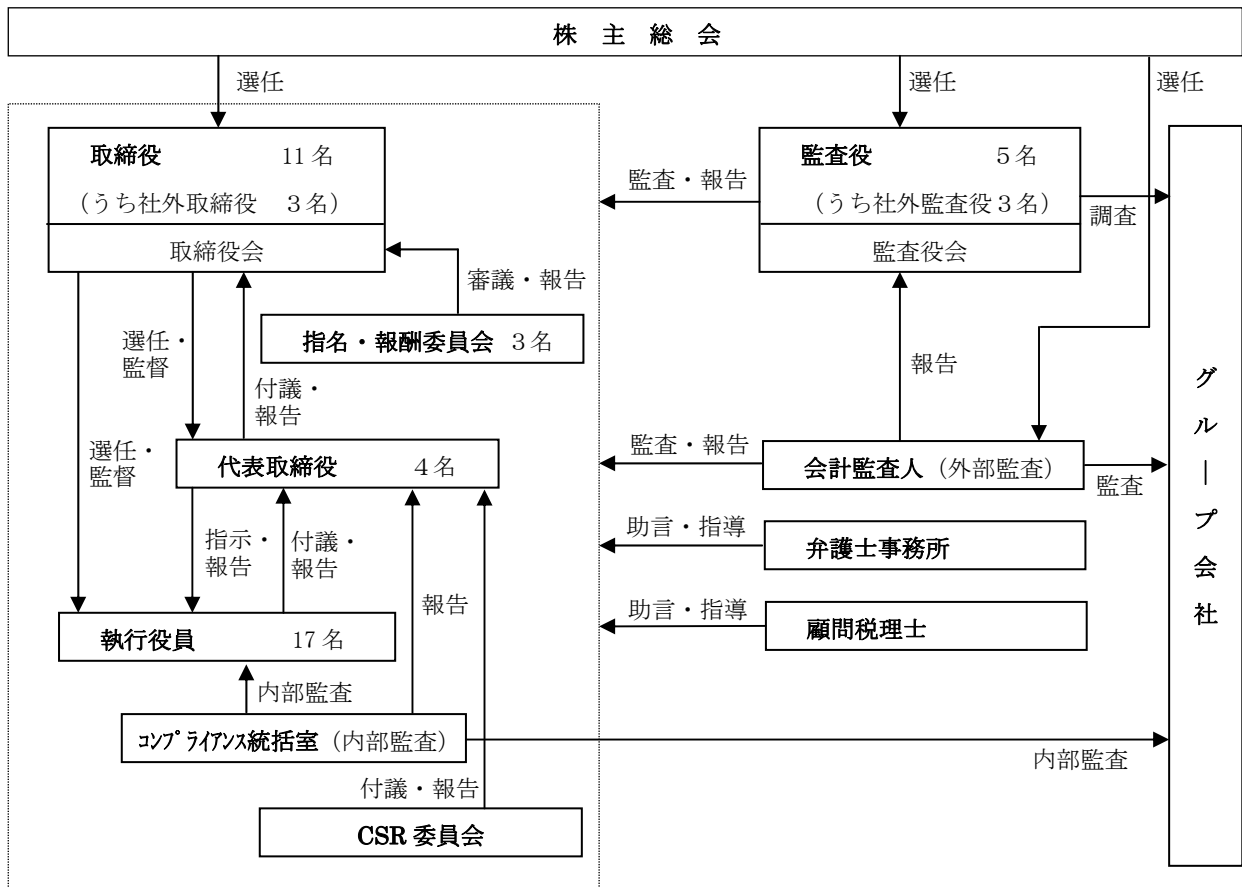 株 主 総 会
選任
選任
選任
取締役 11名
(うち社外取締役 3名)
取締役会
監査・報告
監査役 5名
(うち社外監査役3名)
監査役会
調査
審議・報告
指名・報酬委員会 3名
選任・
監督
付議・
報告
報告
選任・
監督
代表取締役 4名
監査・報告
会計監査人 (外部監査)
監査
グループ会社
指示・
報告
付議・
報告
助言・指導
弁護士事務所
報告
執行役員 17名
助言・指導
顧問税理士
内部監査
コンプライアンス統括室 (内部監査)
内部監査
付議・報告
CSR 委員会